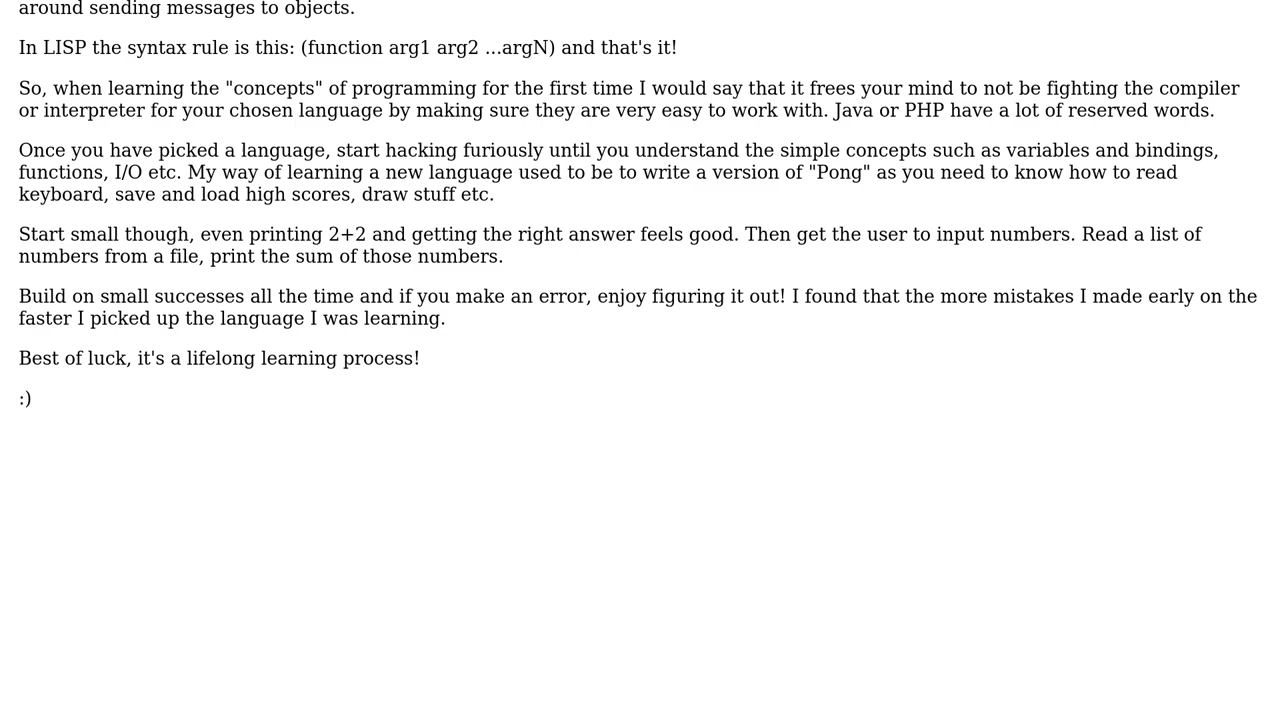 around sending messages to objects.
In LISP the syntax rule is this: (function arg1 arg2 ...argN) and that's it!
So, when learning the "concepts" of programming for the first time I would say that it frees your mind to not be fighting the compiler
or interpreter for your chosen language by making sure they are very easy to work with. Java or PHP have a lot of reserved words.
Once you have picked a language, start hacking furiously until you understand the simple concepts such as variables and bindings,
functions, I/O etc. My way of learning a new language used to be to write a version of "Pong" as you need to know how to read
keyboard, save and load high scores, draw stuff etc.
Start small though, even printing 2+2 and getting the right answer feels good. Then get the user to input numbers. Read a list of
numbers from a file, print the sum of those numbers.
Build on small successes all the time and if you make an error, enjoy figuring it out! I found that the more mistakes I made early on the
faster I picked up the language I was learning.
Best of luck, it's a lifelong learning process!
:)